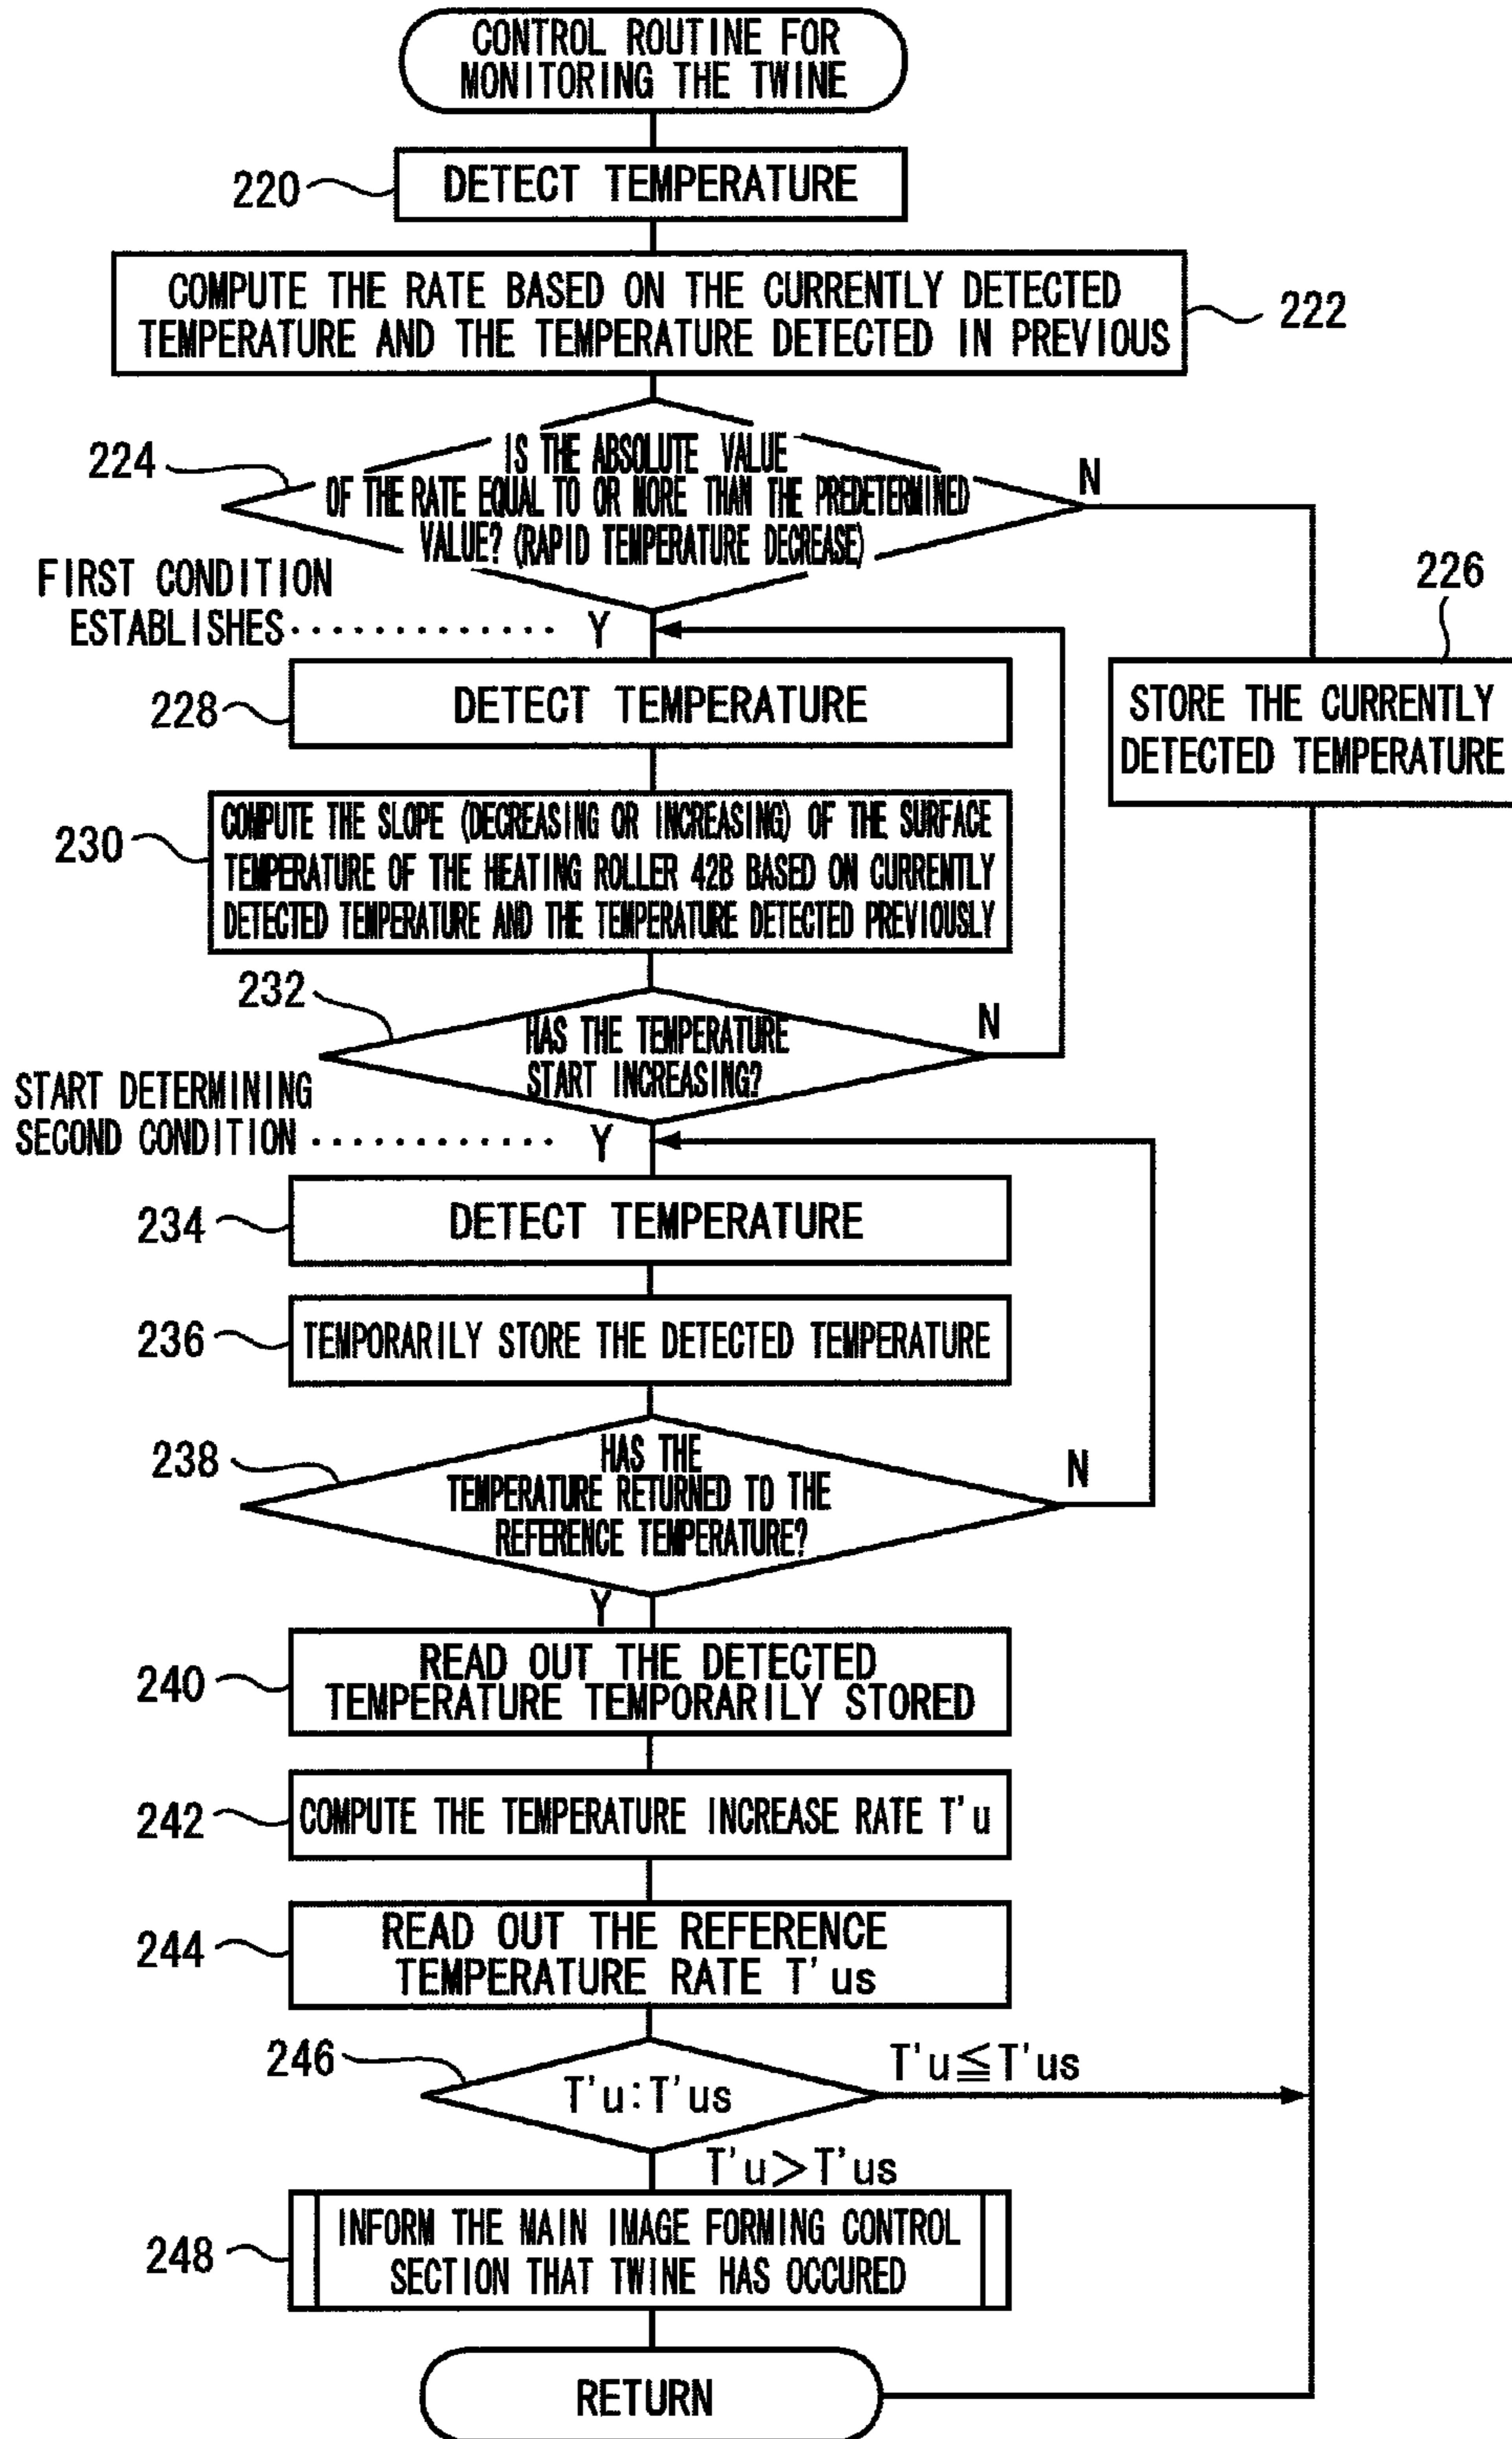 CONTROL ROUTINE FOR
MONITORING THE TWINE
220
DETECT TEMPERATURE
COMPUTE THE RATE BASED ON THE CURRENTLY DETECTED
TEMPERATURE AND THE TEMPERATURE DETECTED IN PREVIOUS
222
224
IS THE ABSOLUTE VALUE
OF THE RATE EQUAL TO OR MORE THAN THE PREDETERMINED
VALUE? (RAPID TEMPERATURE DECREASE)
N
FIRST CONDITION
ESTABLISHES
Y
226
STORE THE CURRENTLY
DETECTED TEMPERATURE
228
DETECT TEMPERATURE
230
COMPUTE THE SLOPE (DECREASING OR INCREASING) OF THE SURFACE
TEMPERATURE OF THE HEATING ROLLER 42B BASED ON CURRENTLY
DETECTED TEMPERATURE AND THE TEMPERATURE DETECTED PREVIOUSLY
232
HAS THE TEMPERATURE
START INCREASING?
N
START DETERMINING
SECOND CONDITION
Y
234
DETECT TEMPERATURE
236
TEMPORARILY STORE THE DETECTED TEMPERATURE
238
HAS THE
TEMPERATURE RETURNED TO THE
REFERENCE TEMPERATURE?
N
Y
240
READ OUT THE DETECTED
TEMPERATURE TEMPORARILY STORED
242
COMPUTE THE TEMPERATURE INCREASE RATE T'u
244
READ OUT THE REFERENCE
TEMPERATURE RATE T'us
246
T'u:T'us
T'u≦T'us
T'u>T'us
248
INFORM THE MAIN IMAGE FORMING CONTROL
SECTION THAT TWINE HAS OCCURED
RETURN